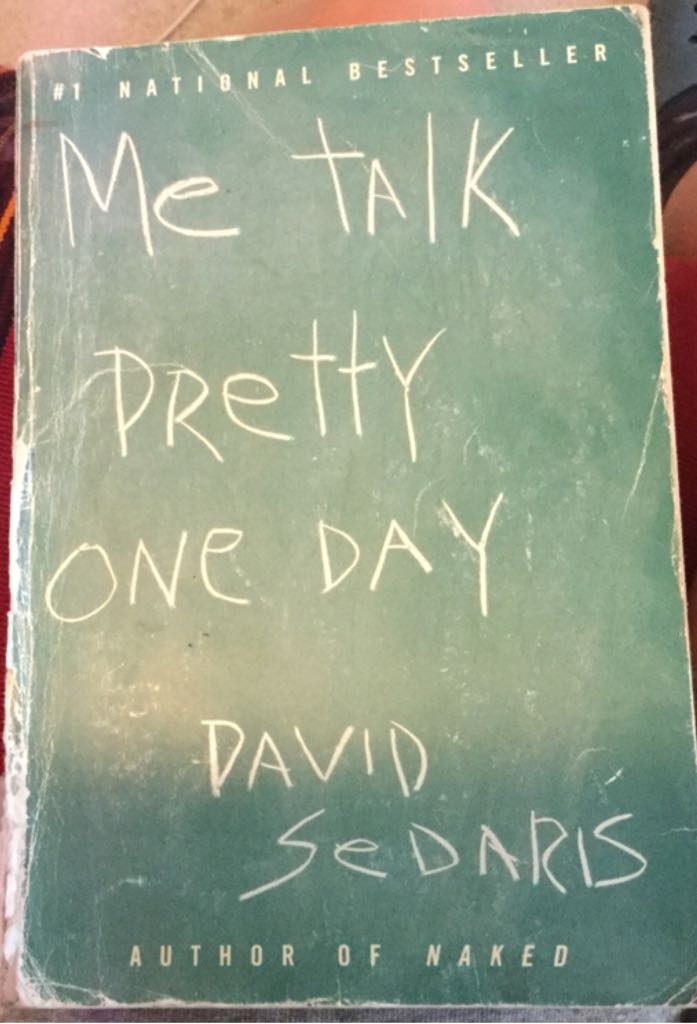 #1 NATIONAL BESTSELLER
Me tALK
PRettY
ONe DAY
DAVID
SeDARIS
AUTHOR OF NAKED